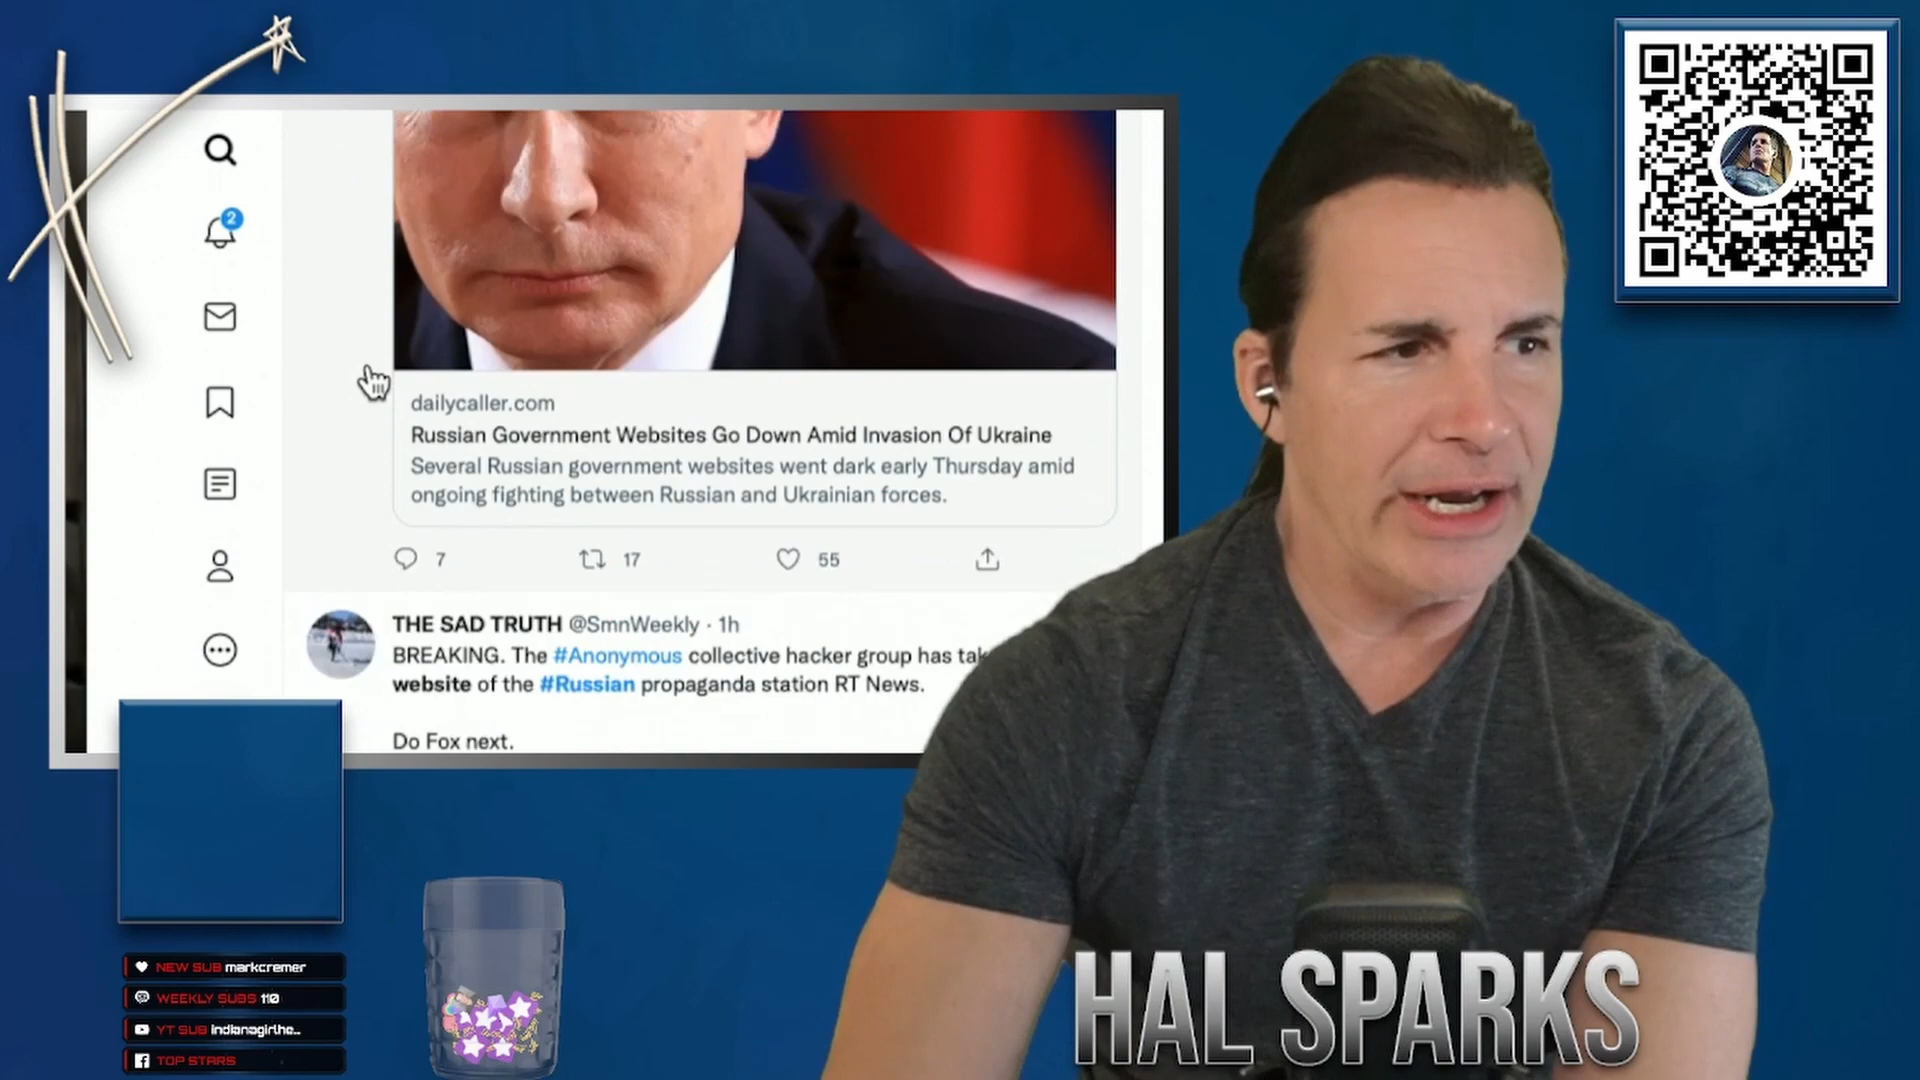 2
dailycaller.com
Russian Government Websites Go Down Amid Invasion Of Ukraine
Several Russian government websites went dark early Thursday amid
ongoing fighting between Russian and Ukrainian forces.
7 17 55
THE SAD TRUTH @SmnWeekly · 1h
BREAKING. The #Anonymous collective hacker group has tak
website of the #Russian propaganda station RT News.
Do Fox next.
NEW SUB markcremer
WEEKLY SUBS 110
YT SUB indianagirlhe...
TOP STARS
HAL SPARKS